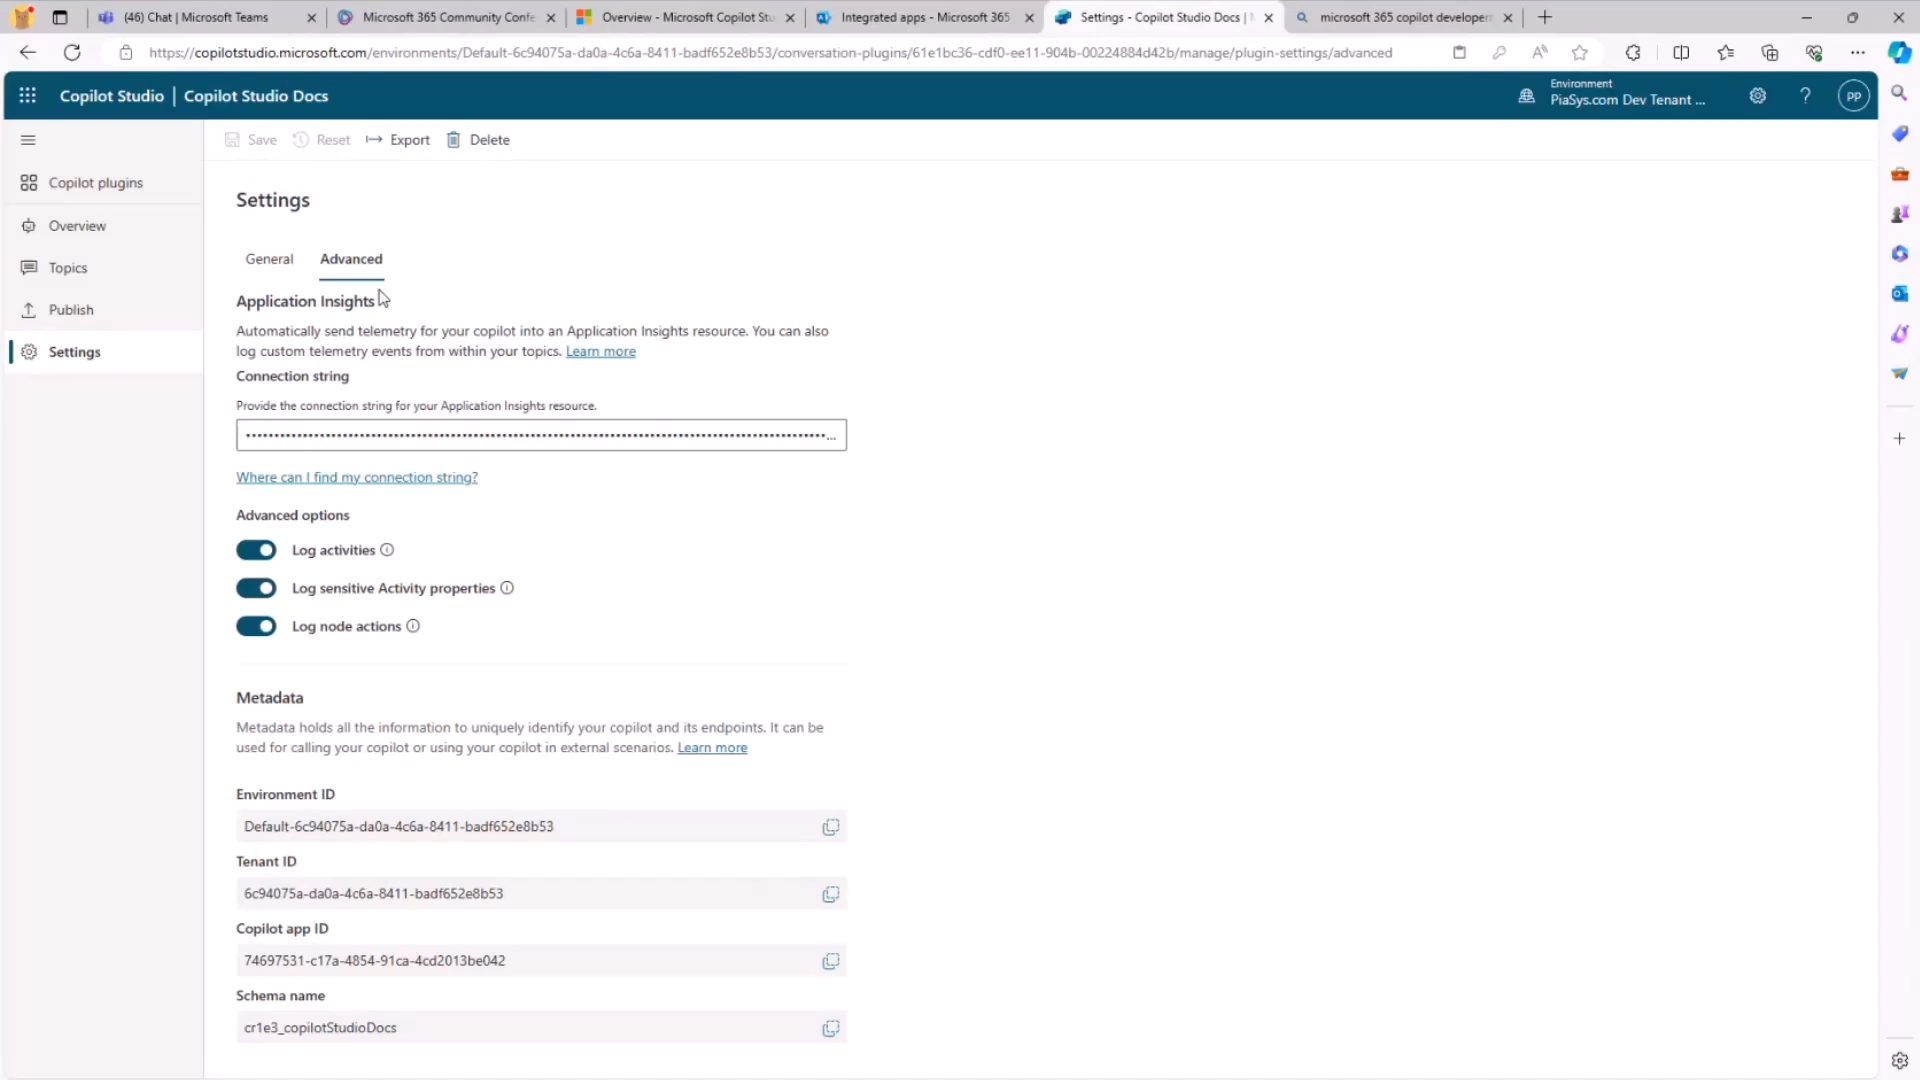 (46) Chat | Microsoft Teams
Microsoft 365 Community Confe
Overview - Microsoft Copilot Stu
Integrated apps - Microsoft 365
Settings - Copilot Studio Docs |
microsoft 365 copilot developer
https://copilotstudio.microsoft.com/environments/Default-6c94075a-da0a-4c6a-8411-badf652e8b53/conversation-plugins/61e1bc36-cdf0-ee11-904b-00224884d42b/manage/plugin-settings/advanced
Copilot Studio | Copilot Studio Docs
Environment
PiaSys.com Dev Tenant ...
PP
Save
Reset
Export
Delete
Copilot plugins
Overview
Topics
Publish
Settings
Settings
General
Advanced
Application Insights
Automatically send telemetry for your copilot into an Application Insights resource. You can also
log custom telemetry events from within your topics. Learn more
Connection string
Provide the connection string for your Application Insights resource.
Where can I find my connection string?
Advanced options
Log activities
Log sensitive Activity properties
Log node actions
Metadata
Metadata holds all the information to uniquely identify your copilot and its endpoints. It can be
used for calling your copilot or using your copilot in external scenarios. Learn more
Environment ID
Default-6c94075a-da0a-4c6a-8411-badf652e8b53
Tenant ID
6c94075a-da0a-4c6a-8411-badf652e8b53
Copilot app ID
74697531-c17a-4854-91ca-4cd2013be042
Schema name
cr1e3_copilotStudioDocs